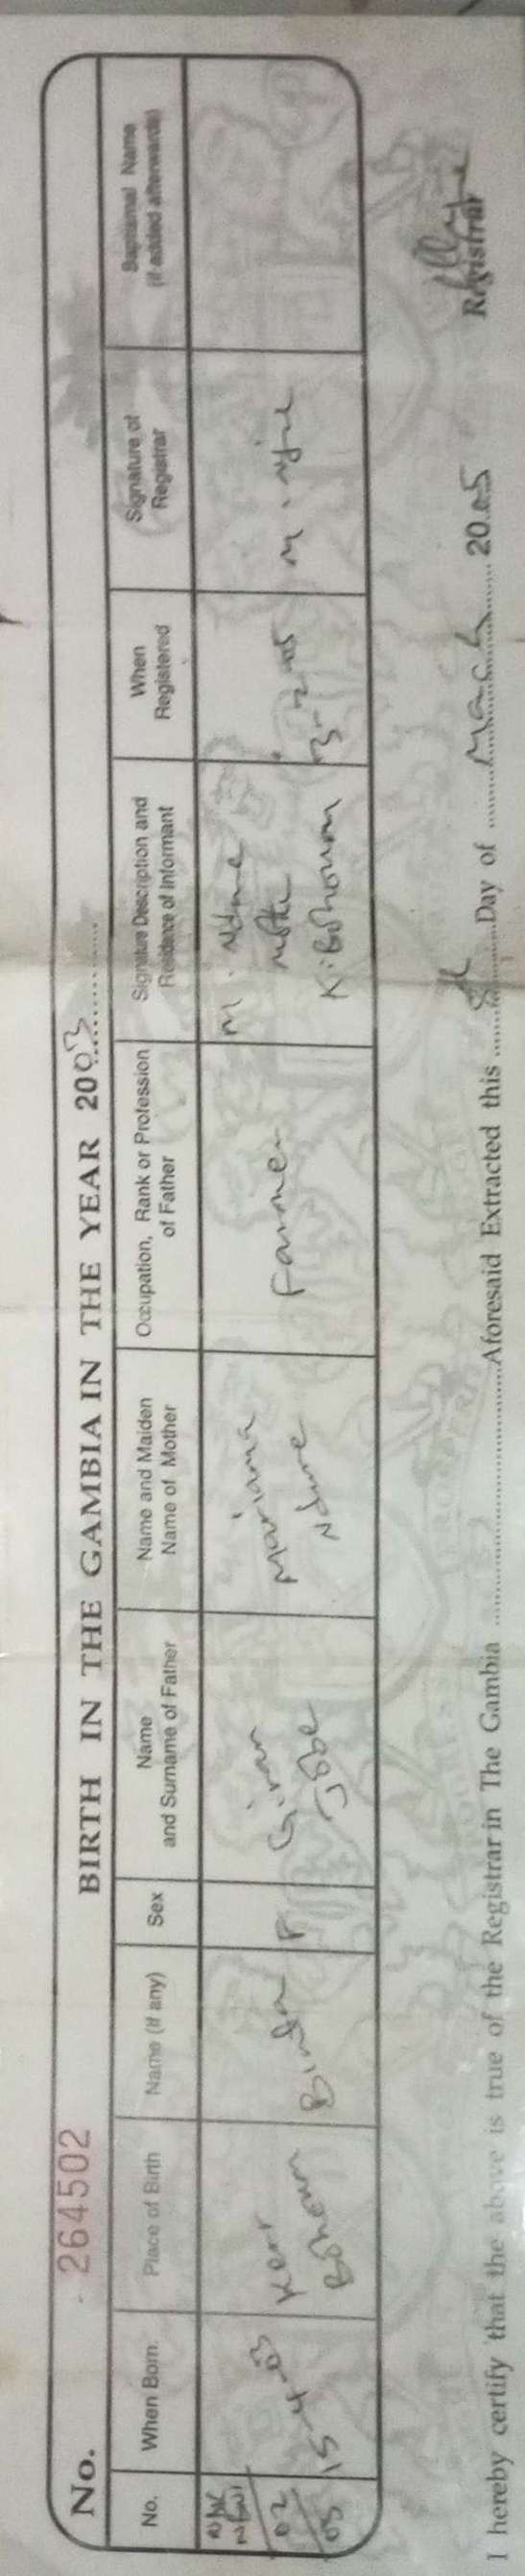 No. 264502
BIRTH IN THE GAMBIA IN THE YEAR 2003
No.
When Born
Place of Birth
Name (if any)
Sex
Name
and Surname of Father
Name and Maiden
Name of Mother
Occupation, Rank or Profession
of Father
Signature Description and
Residence of Informant
When
Registered
Signature of
Registrar
Baptismal Name
(if added afterwards)
02
05
15-4-03
Kerr
Binta
F
Jobe
Mariama
Ndure
Farmer
M. Ndure
I hereby certify that the above is true of the Registrar in The Gambia ........ Aforesaid Extracted this 8th Day of March 2005
Registrar